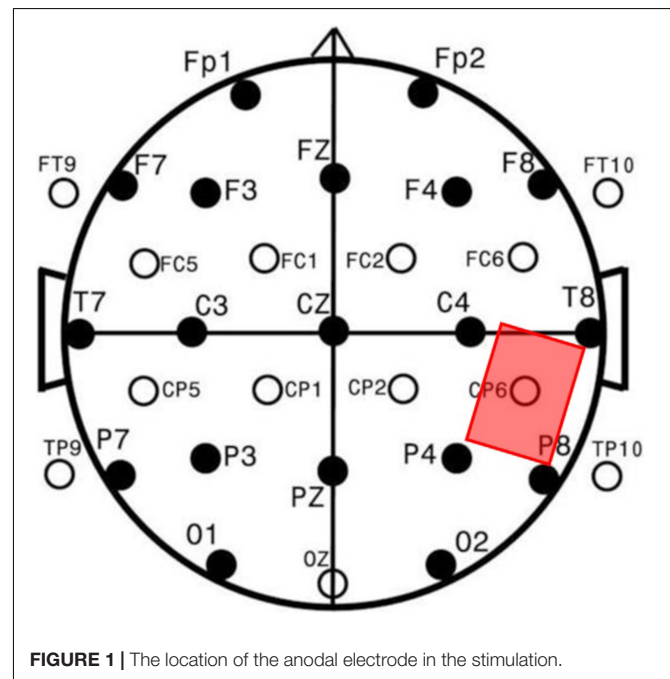 Fp1 Fp2
FT9 F7 F3 FZ F4 F8 FT10
FC5 FC1 FC2 FC6
T7 C3 CZ C4 T8
CP5 CP1 CP2 CP6
TP9 P7 P3 PZ P4 P8 TP10
O1 OZ O2
FIGURE 1 | The location of the anodal electrode in the stimulation.